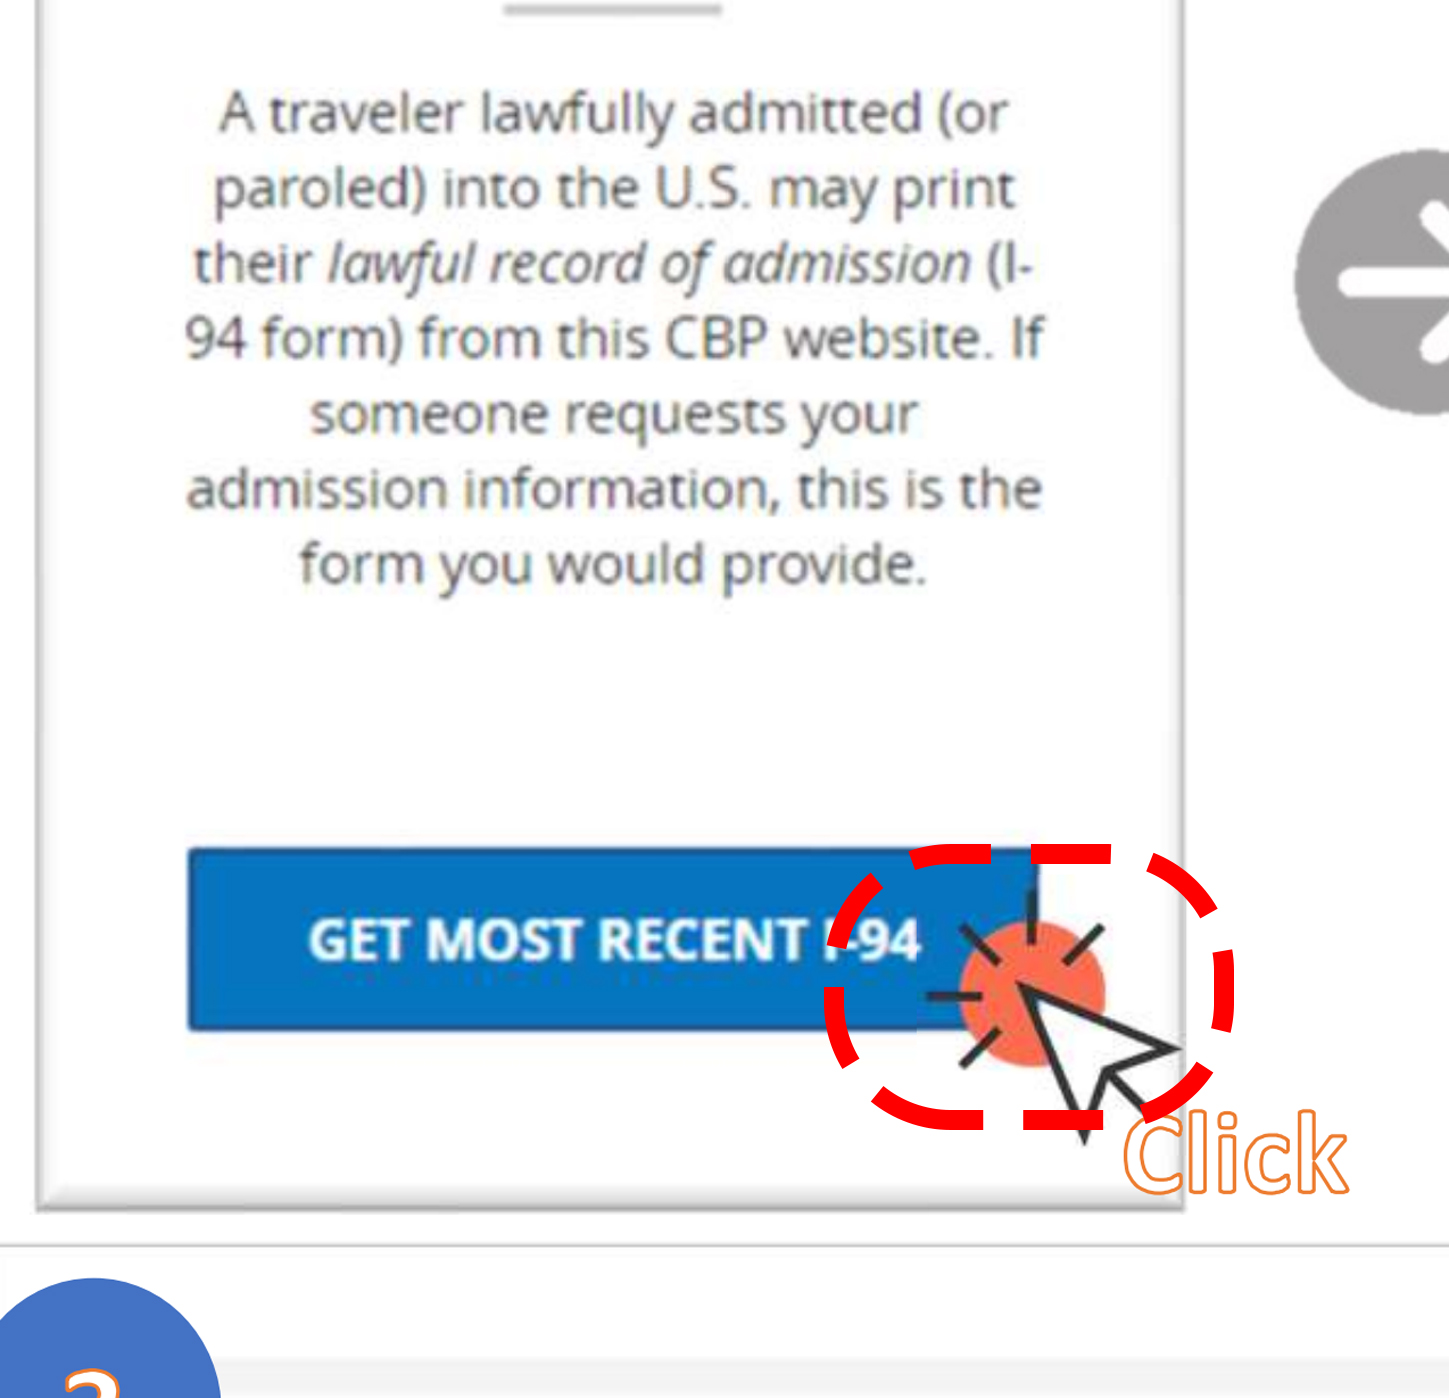 A traveler lawfully admitted (or
paroled) into the U.S. may print
their lawful record of admission (I-
94 form) from this CBP website. If
someone requests your
admission information, this is the
form you would provide.
GET MOST RECENT I-94
Click